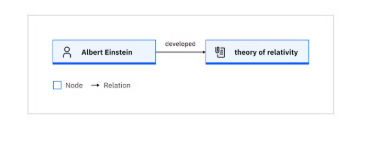 developed
Albert Einstein
theory of relativity
Node
Relation